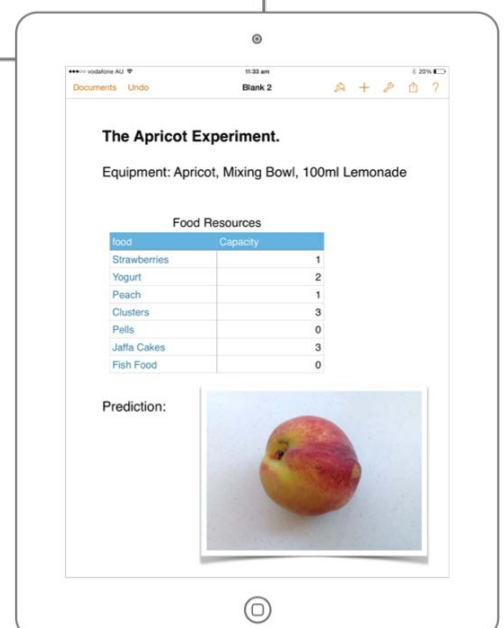 vodafone AU 11:33 am 20%
Documents Undo Blank 2 ?
The Apricot Experiment.
Equipment: Apricot, Mixing Bowl, 100ml Lemonade
Food Resources
food Capacity
Strawberries 1
Yogurt 2
Peach 1
Clusters 3
Pells 0
Jaffa Cakes 3
Fish Food 0
Prediction: